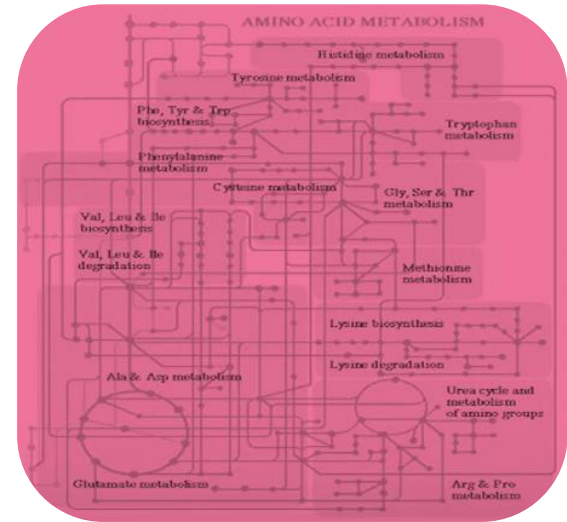 AMINO ACID METABOLISM
Histidine metabolism
Tyrosine metabolism
Phe, Tyr & Trp
biosynthesis
Tryptophan
metabolism
Phenylalanine
metabolism
Cysteine metabolism
Gly, Ser & Thr
metabolism
Val, Leu & Ile
biosynthesis
Val, Leu & Ile
degradation
Methionine
metabolism
Lysine biosynthesis
Lysine degradation
Ala & Asp metabolism
Urea cycle and
metabolism
of amino groups
Glutamate metabolism
Arg & Pro
metabolism